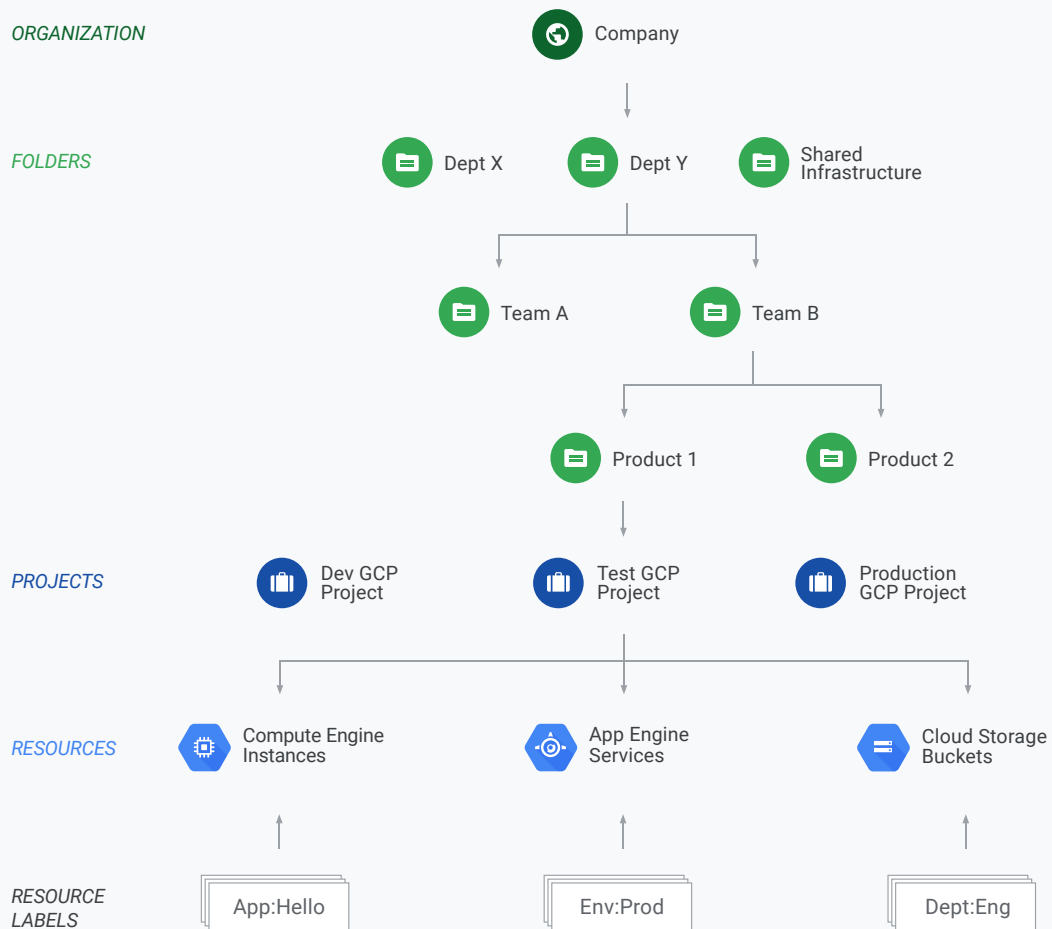 ORGANIZATION
Company
FOLDERS
Dept X
Dept Y
Shared
Infrastructure
Team A
Team B
Product 1
Product 2
PROJECTS
Dev GCP
Project
Test GCP
Project
Production
GCP Project
RESOURCES
Compute Engine
Instances
App Engine
Services
Cloud Storage
Buckets
RESOURCE
LABELS
App:Hello
Env:Prod
Dept:Eng